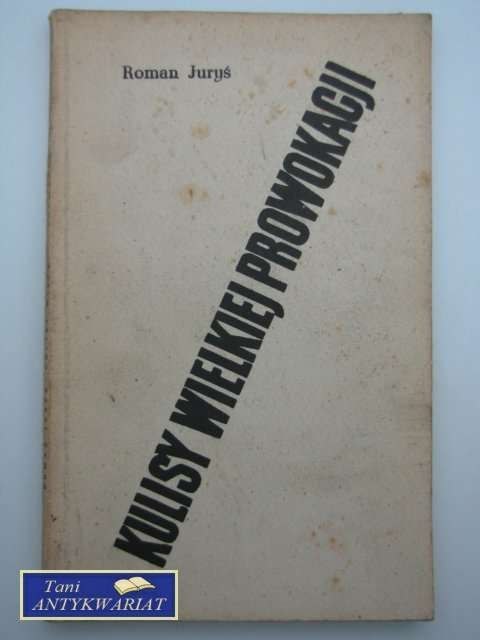 Roman Juryś
KULISY WIELKIEJ PROWOKACJI
Tani
ANTYKWARIAT